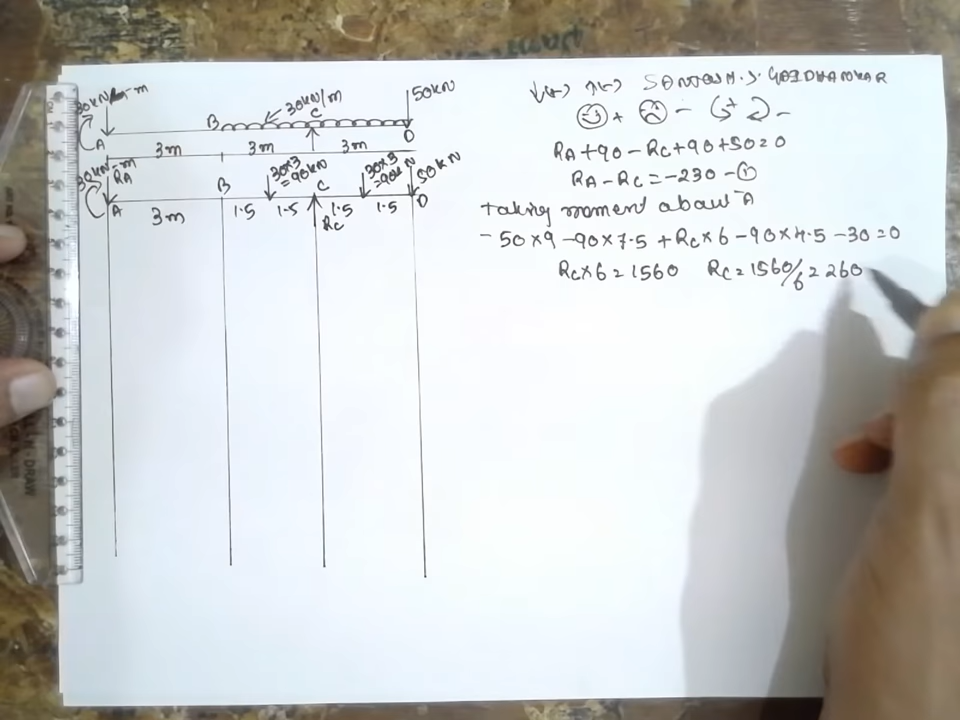 30KN-m
30KN/m
50KN
A
B
C
D
3m 3m 3m
30KN-m
RA
30×3
=90KN
30×3
=90KN
50KN
A
B
C
D
3m 1.5 1.5 1.5 1.5
RC
↓(+) ↑(-) SANTOSH.S.GAIDHANKAR
+ - + -
RA+90-RC+90+50=0
RA-RC=-230-①
Taking moment about A
-50×9-90×7.5+RC×6-90×4.5-30=0
RC×6=1560 RC=1560/6=260